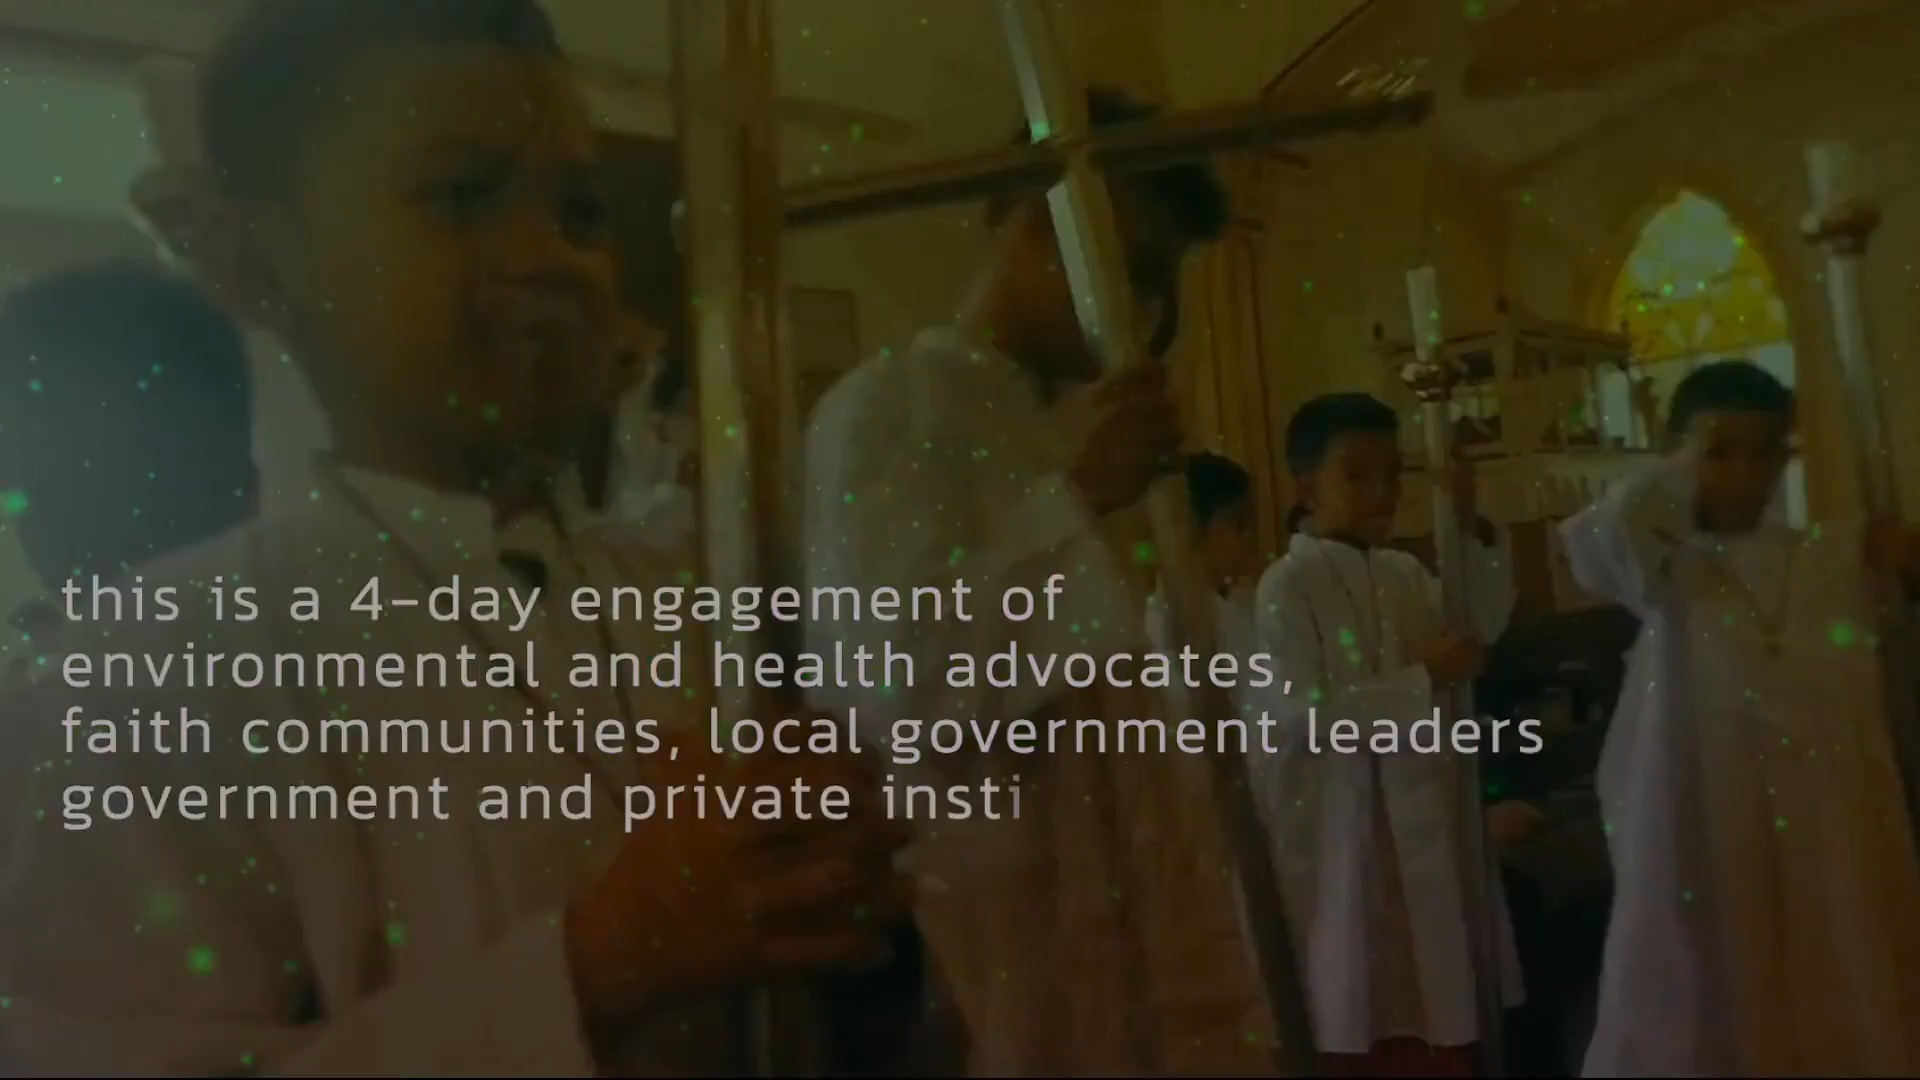 this is a 4-day engagement of
environmental and health advocates,
faith communities, local government leaders
government and private insti